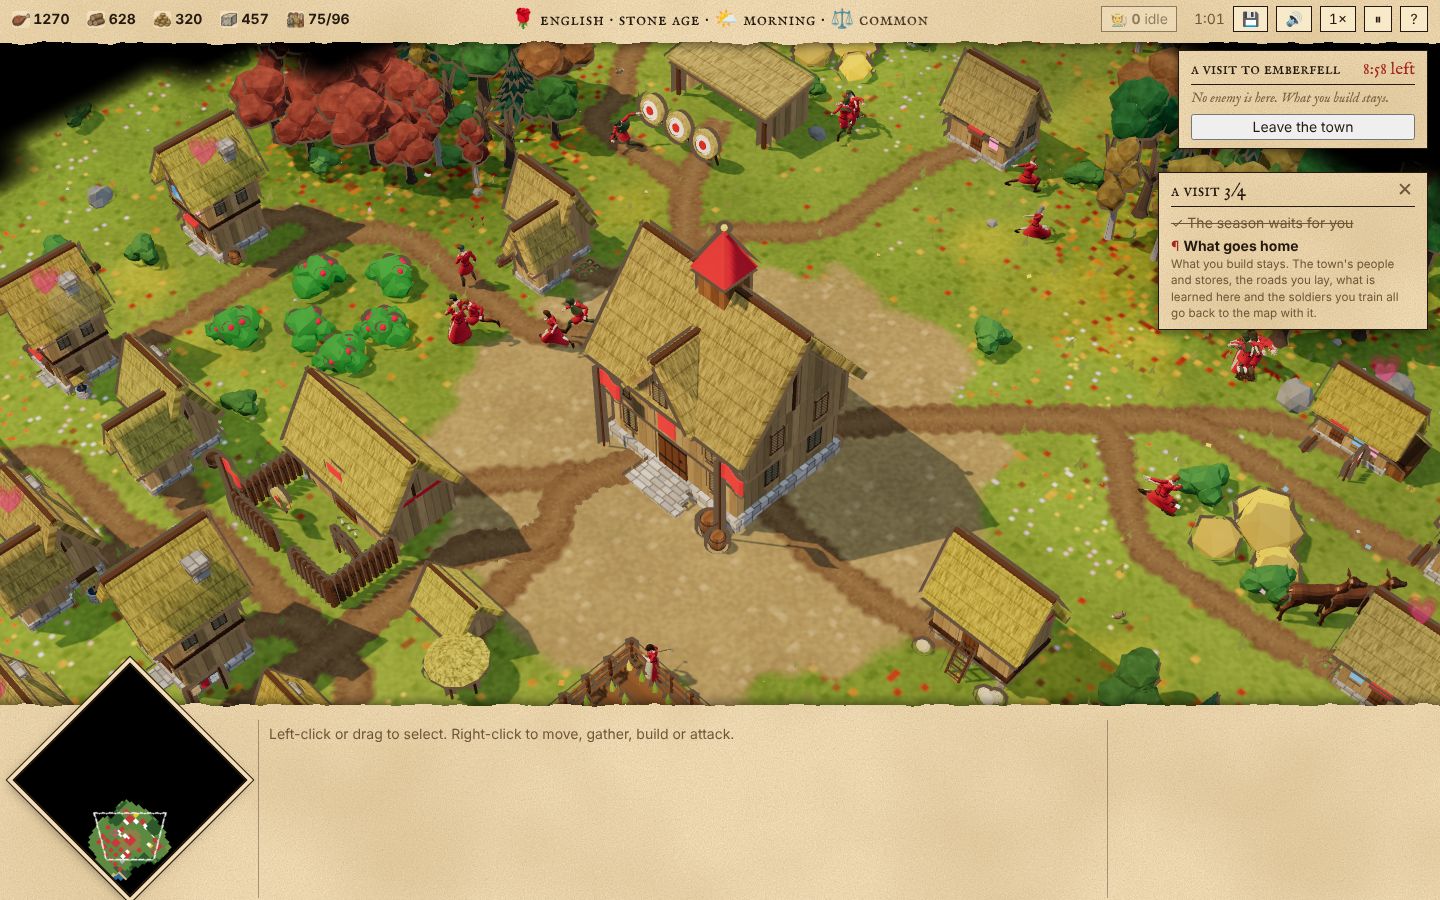 1270 628 320 457 75/96
ENGLISH · STONE AGE · MORNING · COMMON
0 idle 1:01 1× ?
A VISIT TO EMBERFELL 8:58 left
No enemy is here. What you build stays.
Leave the town
A VISIT 3/4
✓ The season waits for you
¶ What goes home
What you build stays. The town's people
and stores, the roads you lay, what is
learned here and the soldiers you train all
go back to the map with it.
Left-click or drag to select. Right-click to move, gather, build or attack.